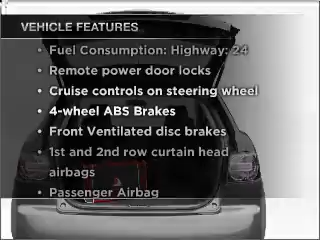 VEHICLE FEATURES
• Fuel Consumption: Highway: 24
• Remote power door locks
• Cruise controls on steering wheel
• 4-wheel ABS Brakes
• Front Ventilated disc brakes
• 1st and 2nd row curtain head
airbags
• Passenger Airbag